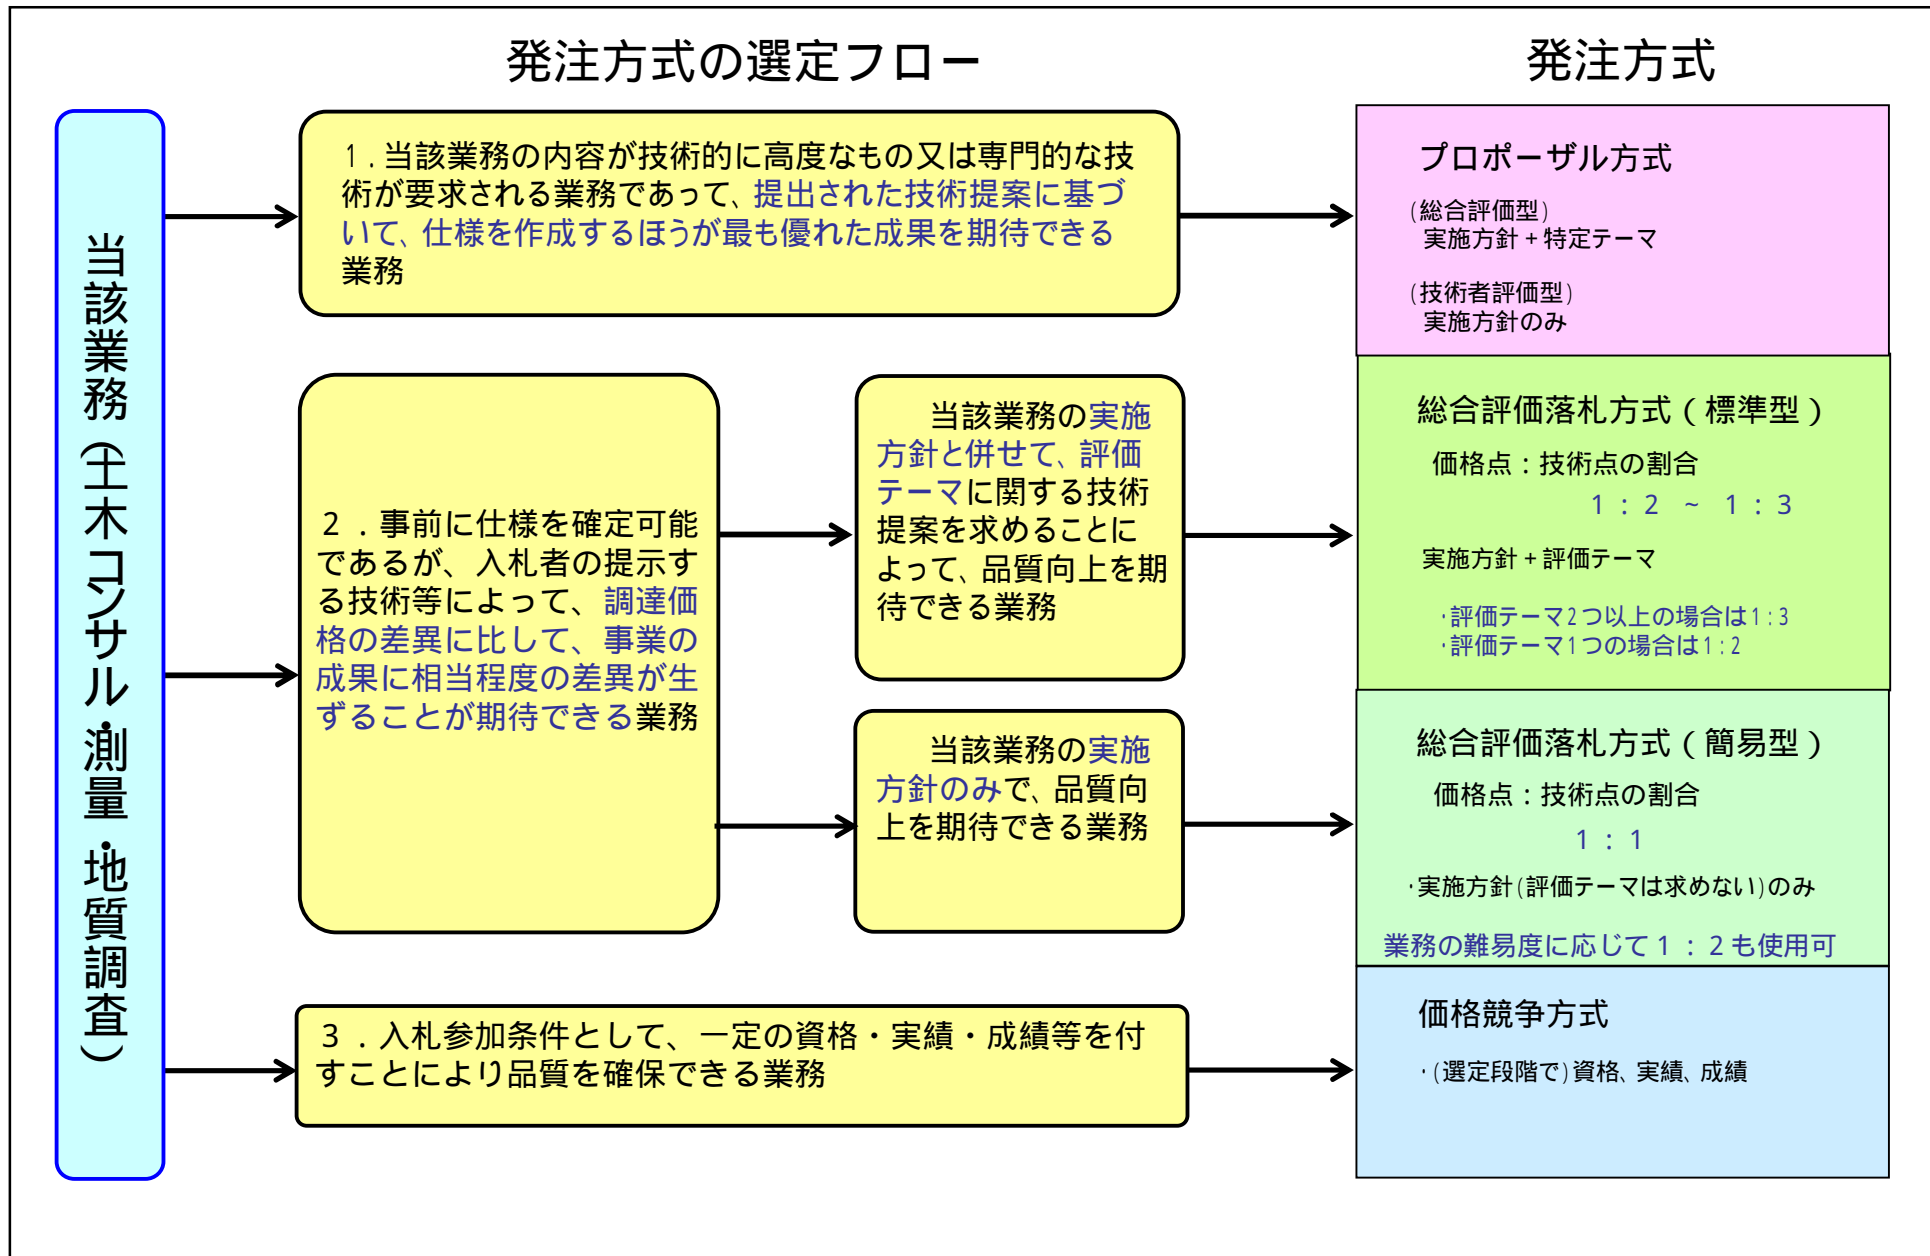 発注方式の選定フロー
発注方式
当該業務(土木コンサル・測量・地質調査)
1.当該業務の内容が技術的に高度なもの又は専門的な技
術が要求される業務であって、提出された技術提案に基づ
いて、仕様を作成するほうが最も優れた成果を期待できる
業務
プロポーザル方式
(総合評価型)
実施方針+特定テーマ
(技術者評価型)
実施方針のみ
2.事前に仕様を確定可能
であるが、入札者の提示す
る技術等によって、調達価
格の差異に比して、事業の
成果に相当程度の差異が生
ずることが期待できる業務
当該業務の実施
方針と併せて、評価
テーマに関する技術
提案を求めることに
よって、品質向上を期
待できる業務
総合評価落札方式(標準型)
価格点:技術点の割合
1:2 ~ 1:3
実施方針+評価テーマ
・評価テーマ2つ以上の場合は1:3
・評価テーマ1つの場合は1:2
当該業務の実施
方針のみで、品質向
上を期待できる業務
総合評価落札方式(簡易型)
価格点:技術点の割合
1:1
・実施方針(評価テーマは求めない)のみ
業務の難易度に応じて1:2も使用可
3.入札参加条件として、一定の資格・実績・成績等を付
すことにより品質を確保できる業務
価格競争方式
・(選定段階で)資格、実績、成績